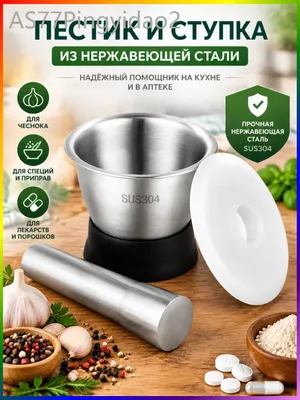 AS77Pingyidao2
ПЕСТИК И СТУПКА
ИЗ НЕРЖАВЕЮЩЕЙ СТАЛИ
НАДЁЖНЫЙ ПОМОЩНИК НА КУХНЕ
И В АПТЕКЕ
ДЛЯ
ЧЕСНОКА
ДЛЯ СПЕЦИЙ
И ПРИПРАВ
ДЛЯ
ЛЕКАРСТВ
И ПОРОШКОВ
ПРОЧНАЯ
НЕРЖАВЕЮЩАЯ
СТАЛЬ
SUS304
SUS304